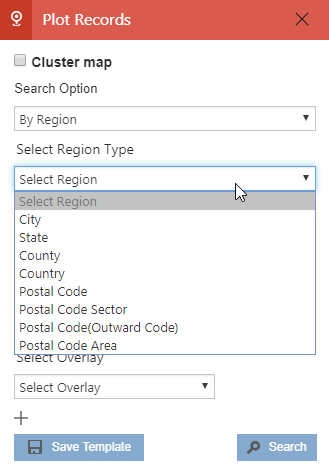 Plot Records
Cluster map
Search Option
By Region
Select Region Type
Select Region
Select Region
City
State
County
Country
Postal Code
Postal Code Sector
Postal Code(Outward Code)
Postal Code Area
Select Overlay
Select Overlay
Save Template
Search